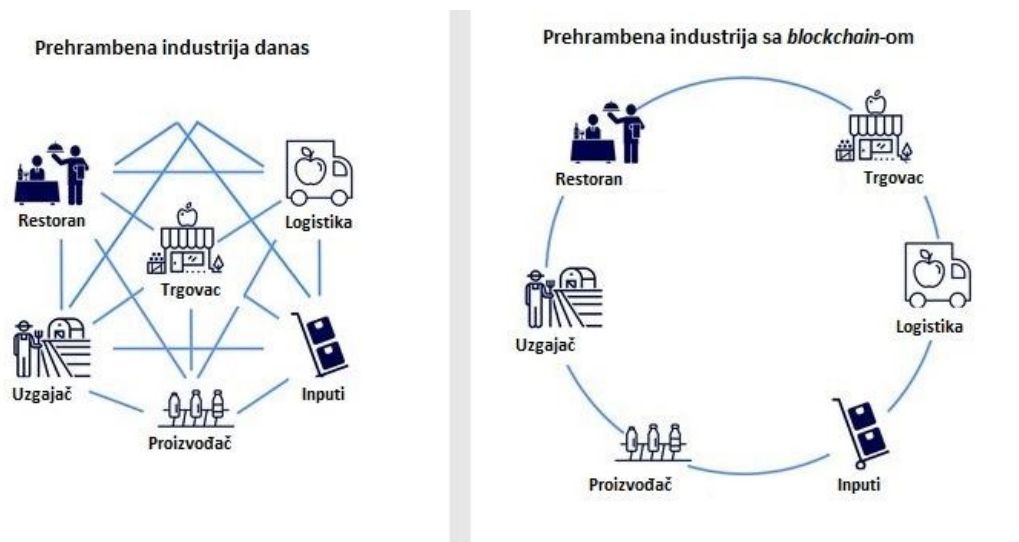 Prehrambena industrija danas
Restoran
Logistika
Trgovac
Uzgajač
Inputi
Proizvođač
Prehrambena industrija sa blockchain-om
Restoran
Trgovac
Uzgajač
Logistika
Proizvođač
Inputi